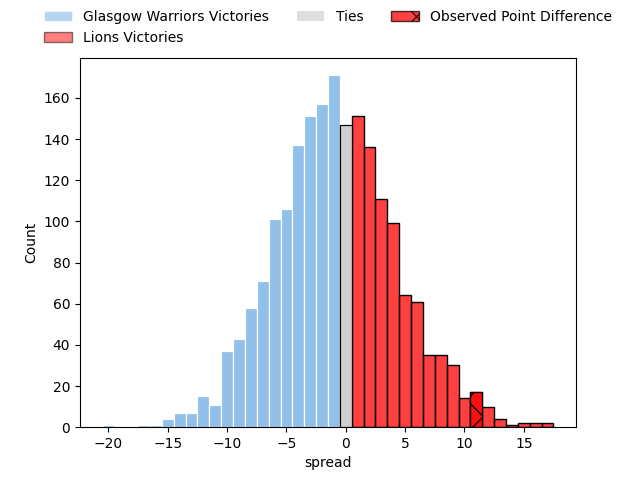 Glasgow Warriors Victories
Ties
Observed Point Difference
Lions Victories
160
140
120
100
80
60
40
20
0
Count
−20
−15
−10
−5
0
5
10
15
spread